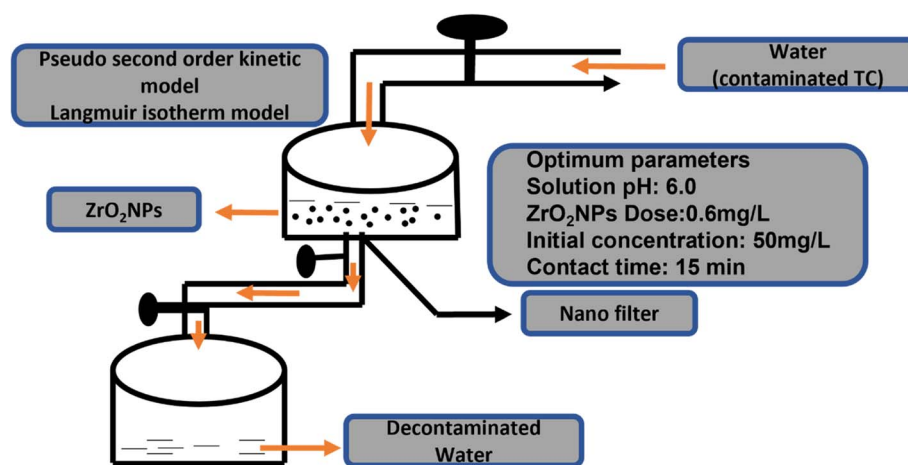 Pseudo second order kinetic
model
Langmuir isotherm model
Water
(contaminated TC)
ZrO₂NPs
Optimum parameters
Solution pH: 6.0
ZrO₂NPs Dose:0.6mg/L
Initial concentration: 50mg/L
Contact time: 15 min
Nano filter
Decontaminated
Water